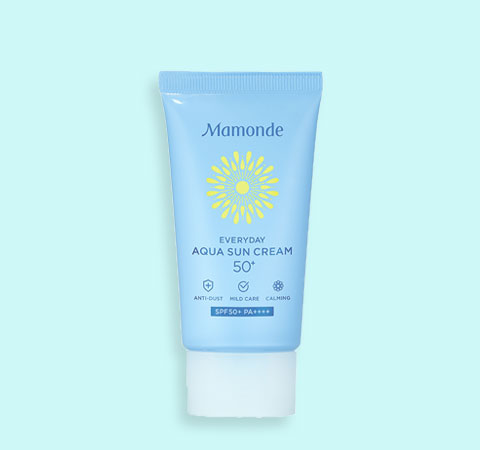 Mamonde
EVERYDAY
AQUA SUN CREAM
50+
ANTI-DUST MILD CARE CALMING
SPF50+ PA++++